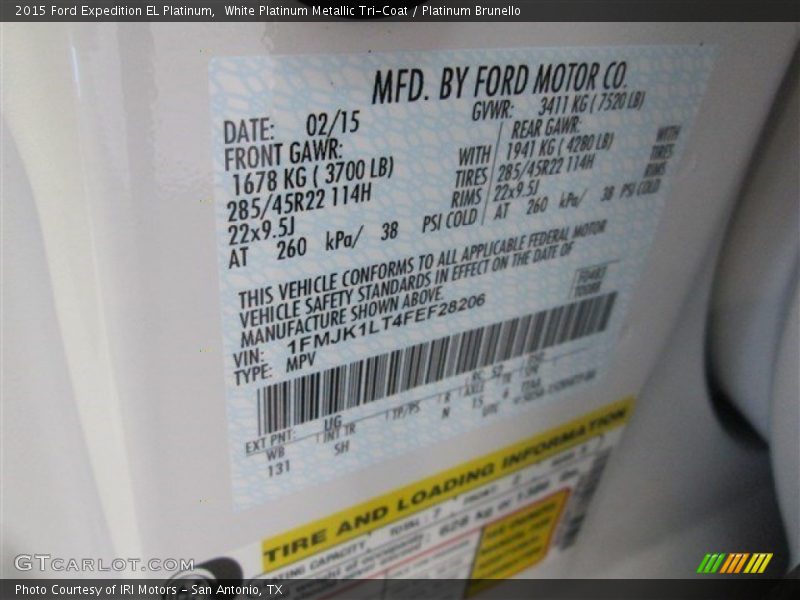 2015 Ford Expedition EL Platinum,  White Platinum Metallic Tri-Coat / Platinum Brunello
MFD. BY FORD MOTOR CO.
DATE: 02/15
GVWR: 3411 KG ( 7520 LB)
FRONT GAWR:
REAR GAWR:
1678 KG ( 3700 LB)
WITH
1941 KG ( 4280 LB)
WITH
285/45R22 114H
TIRES
285/45R22 114H
TIRES
22x9.5J
RIMS
22x9.5J
RIMS
AT 260 kPa/ 38 PSI COLD
AT 260 kPa/ 38 PSI COLD
THIS VEHICLE CONFORMS TO ALL APPLICABLE FEDERAL MOTOR
VEHICLE SAFETY STANDARDS IN EFFECT ON THE DATE OF
MANUFACTURE SHOWN ABOVE.
VIN: 1FMJK1LT4FEF28206
TYPE: MPV
EXT PNT: UG
WB
INT TR
TP/PS
R
131
SH
N
15
TIRE AND LOADING INFORMATION
GTCarlot.com
Photo Courtesy of IRI Motors – San Antonio, TX